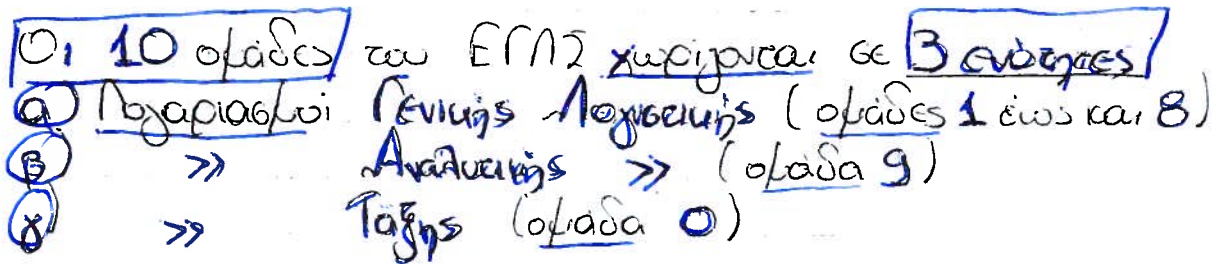 Οι 10 ομάδες του ΕΓΛΣ χωρίζονται σε 3 ενότητες
α) Λογαριασμοί Γενικής Λογιστικής (ομάδες 1 έως και 8)
β) >> Αναλυτικής >> (ομάδα 9)
γ) >> Τάξης (ομάδα 0)